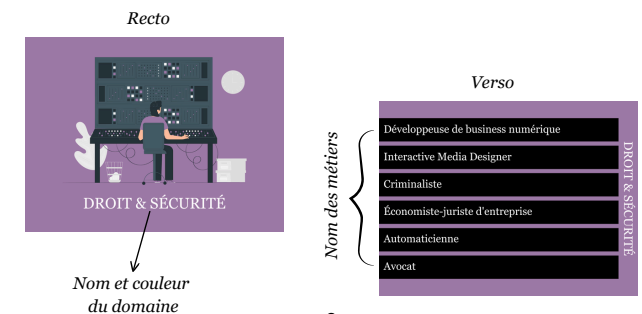 Recto
DROIT & SÉCURITÉ
Nom et couleur
du domaine
Verso
Nom des métiers
Développeuse de business numérique
Interactive Media Designer
Criminaliste
Économiste-juriste d'entreprise
Automaticienne
Avocat
DROIT & SÉCURITÉ